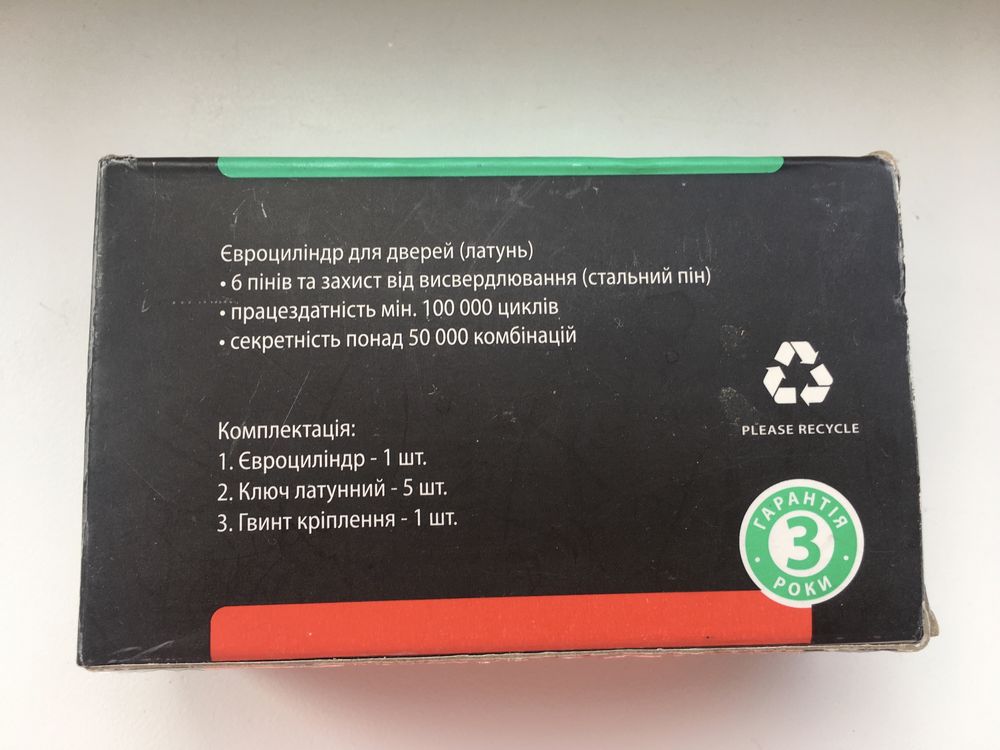 Євроциліндр для дверей (латунь)
• 6 пінів та захист від висвердлювання (стальний пін)
• працездатність мін. 100 000 циклів
• секретність понад 50 000 комбінацій
Комплектація:
1. Євроциліндр - 1 шт.
2. Ключ латунний - 5 шт.
3. Гвинт кріплення - 1 шт.
PLEASE RECYCLE
ГАРАНТІЯ
3
РОКИ